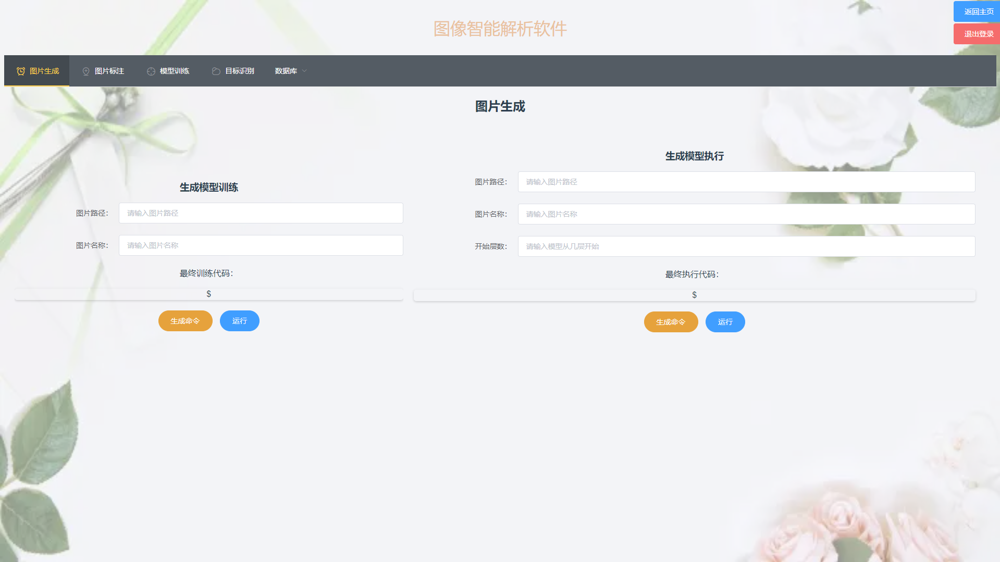 返回主页
图像智能解析软件
退出登录
图片生成 图片标注 模型训练 目标识别 数据库
图片生成
生成模型训练
图片路径： 请输入图片路径
图片名称： 请输入图片名称
最终训练代码：
$
生成命令 运行
生成模型执行
图片路径： 请输入图片路径
图片名称： 请输入图片名称
开始层数： 请输入模型从几层开始
最终执行代码：
$
生成命令 运行